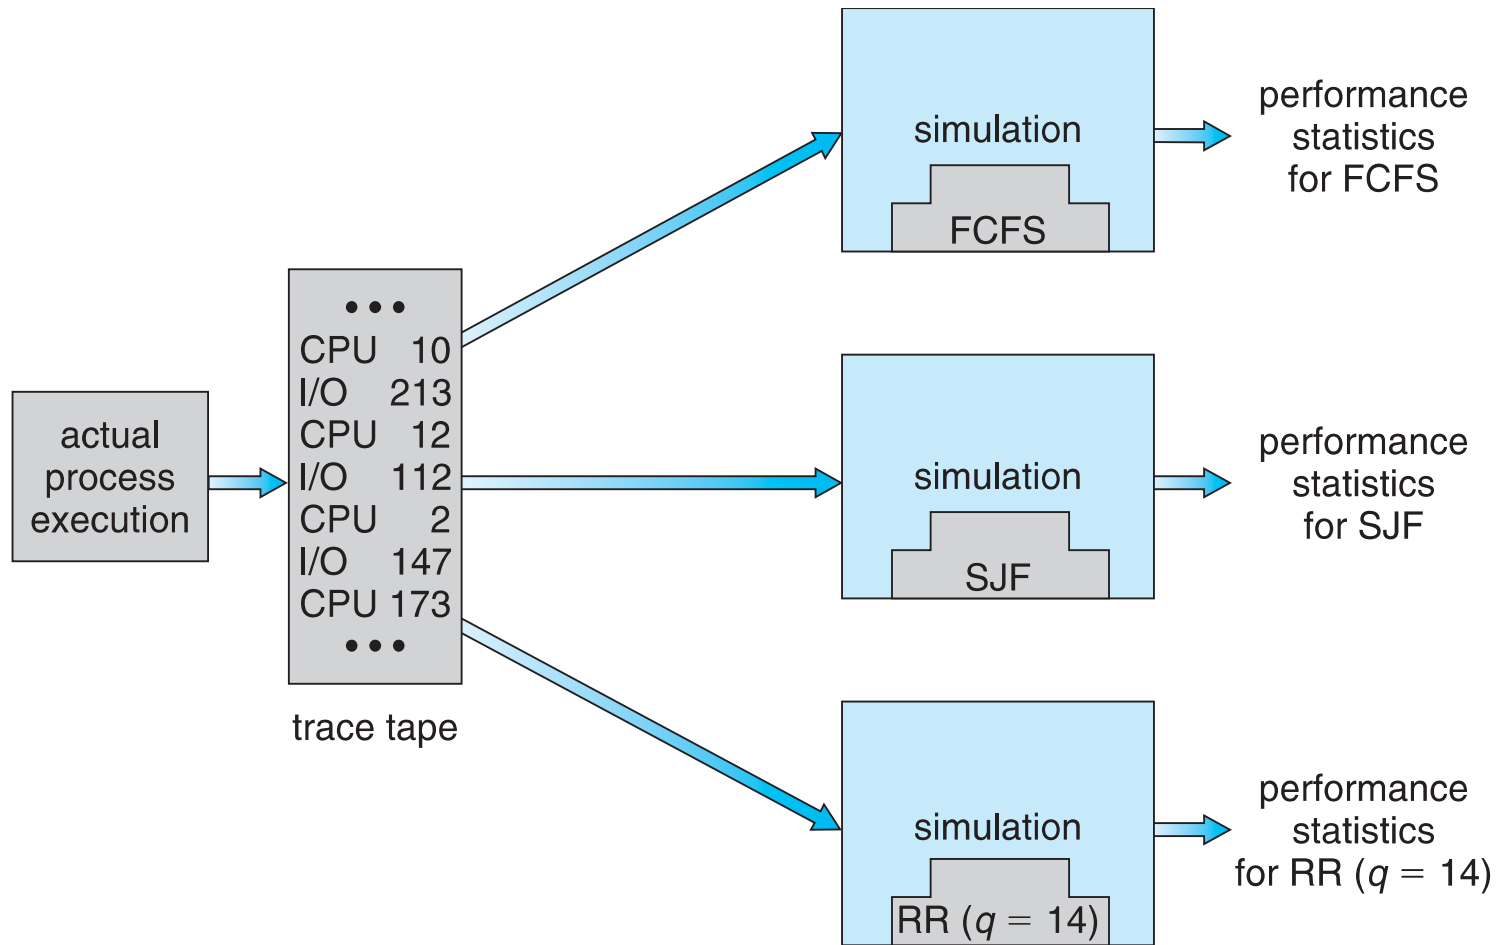 actual
process
execution
• • •
CPU 10
I/O 213
CPU 12
I/O 112
CPU 2
I/O 147
CPU 173
• • •
trace tape
simulation
FCFS
performance
statistics
for FCFS
simulation
SJF
performance
statistics
for SJF
simulation
RR (q = 14)
performance
statistics
for RR (q = 14)